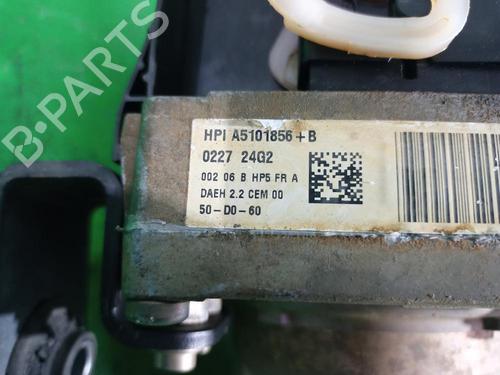 HPI A5101856+B
0227 24G2
002 06 B HP5 FR A
DAEH 2.2 CEM 00
50-D0-60
B-PARTS